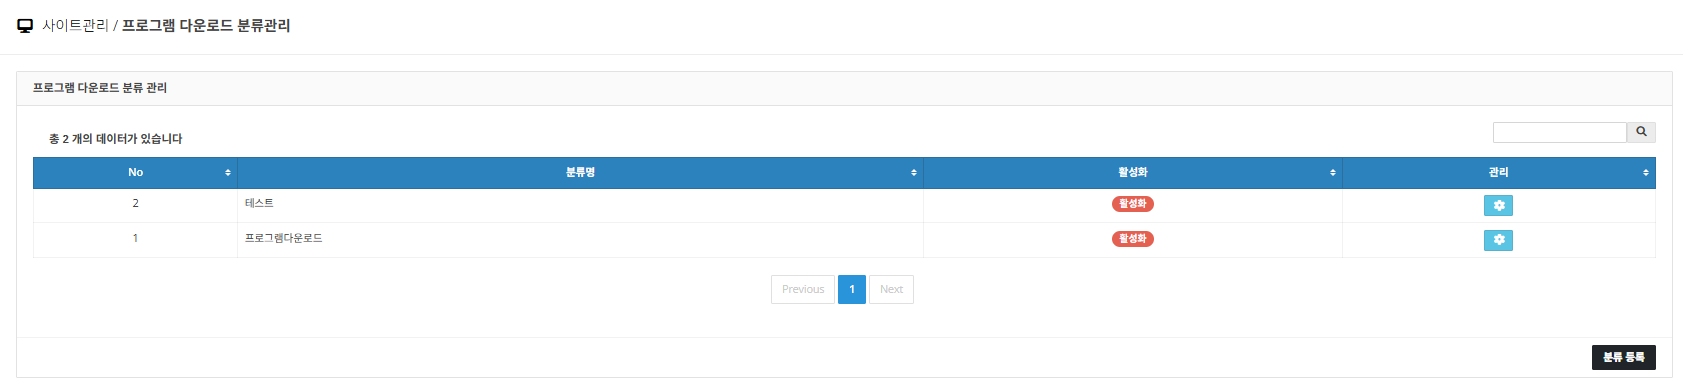 사이트관리 / 프로그램 다운로드 분류관리
프로그램 다운로드 분류 관리
총 2 개의 데이터가 있습니다
No 분류명 활성화 관리
2 테스트 활성화
1 프로그램다운로드 활성화
Previous 1 Next
분류 등록